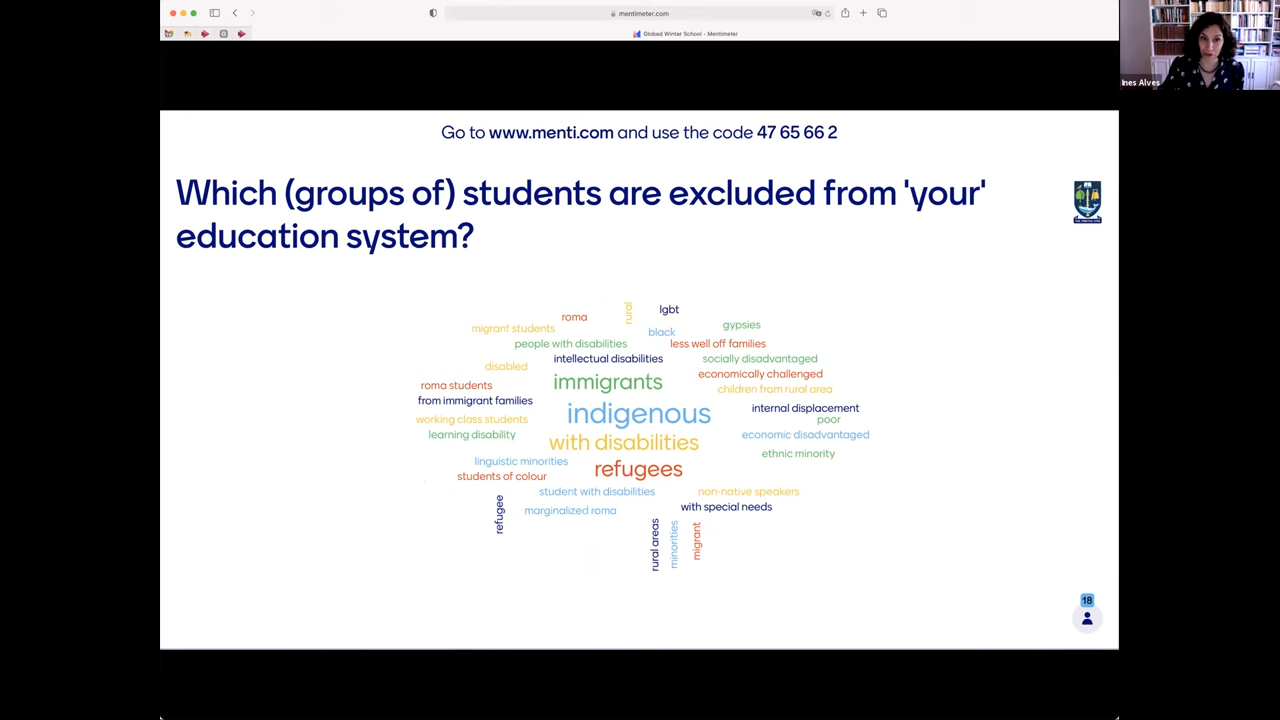 mentimeter.com
Globed Winter School - Mentimeter
Ines Alves
Go to www.menti.com and use the code 47 65 66 2
Which (groups of) students are excluded from 'your'
education system?
rural
lgbt
roma
gypsies
migrant students
black
people with disabilities
less well off families
intellectual disabilities
socially disadvantaged
disabled
economically challenged
immigrants
roma students
children from rural area
from immigrant families
internal displacement
indigenous
working class students
poor
learning disability
economic disadvantaged
with disabilities
ethnic minority
linguistic minorities
refugees
students of colour
student with disabilities
non-native speakers
refugee
marginalized roma
with special needs
rural areas
minorities
migrant
18